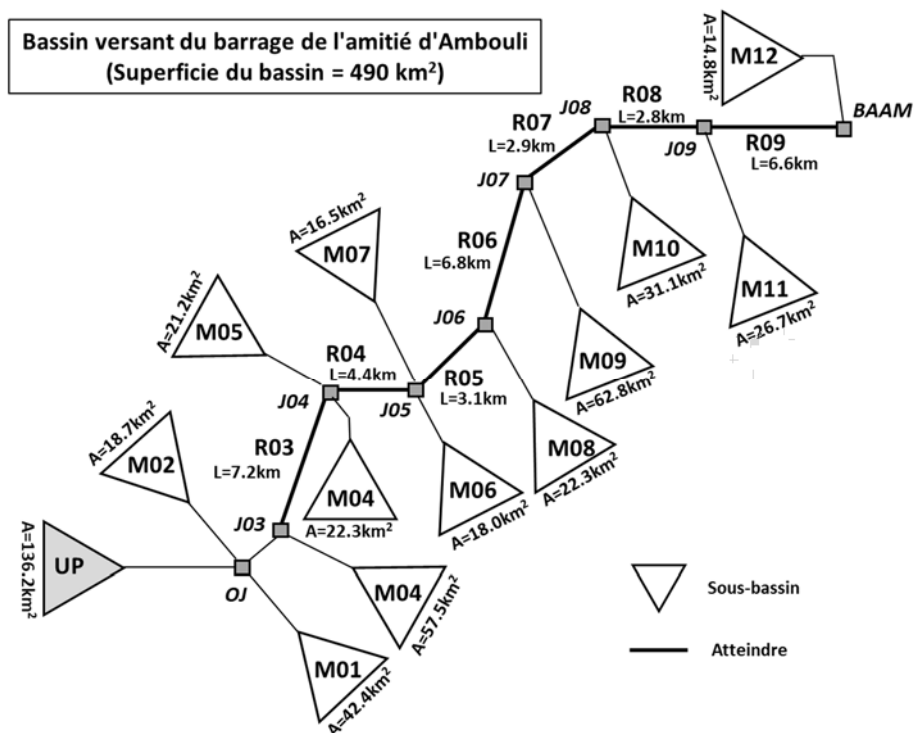 Bassin versant du barrage de l'amitié d'Ambouli
(Superficie du bassin = 490 km²)
A=14.8km²
M12
BAAM
J08
R08
L=2.8km
J09
R09
L=6.6km
R07
L=2.9km
J07
A=16.5km²
M07
R06
L=6.8km
M10
A=31.1km²
M11
A=26.7km²
A=21.2km²
M05
J06
R04
L=4.4km
J04
J05
R05
L=3.1km
M09
A=62.8km²
A=18.7km²
M02
R03
L=7.2km
M04
A=22.3km²
M06
A=18.0km²
M08
A=22.3km²
J03
A=136.2km²
UP
OJ
M04
A=57.5km²
M01
A=42.4km²
Sous-bassin
Atteindre